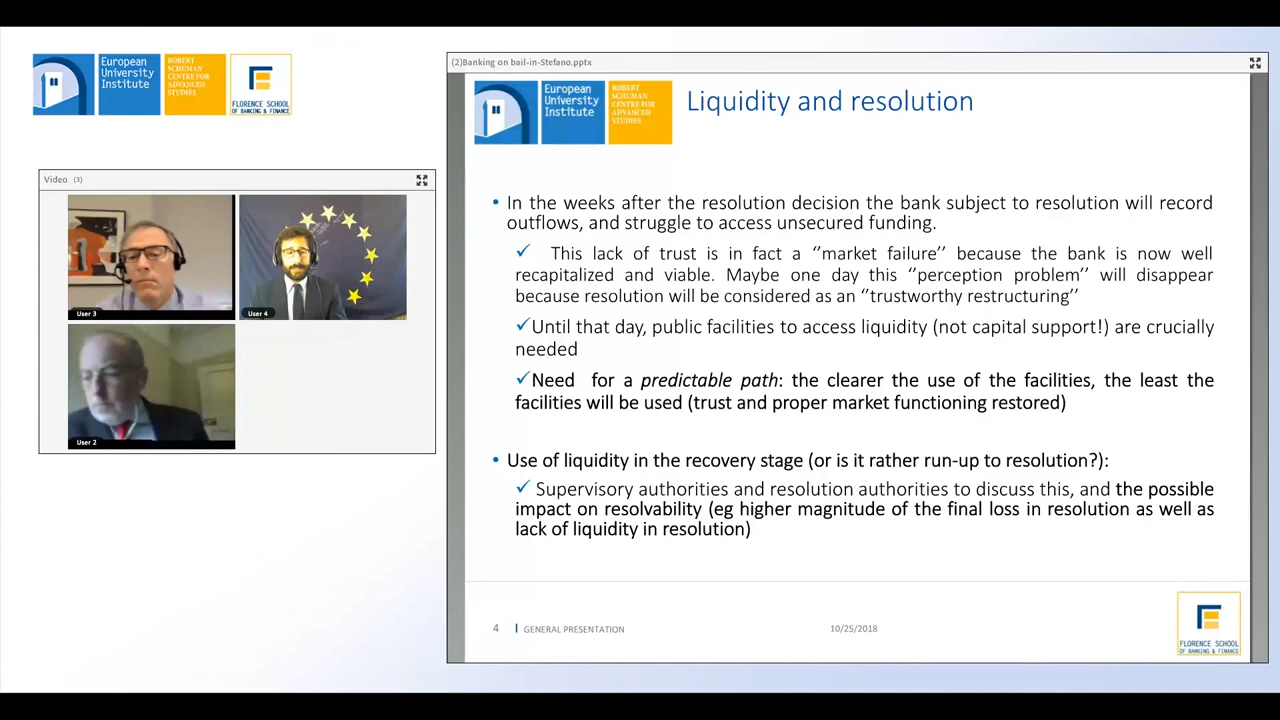 European
University
Institute
ROBERT
SCHUMAN
CENTRE FOR
ADVANCED
STUDIES
FLORENCE SCHOOL
OF BANKING & FINANCE
Video (3)
User 3
User 4
User 2
(2)Banking on bail-in-Stefano.pptx
European
University
Institute
ROBERT
SCHUMAN
CENTRE FOR
ADVANCED
STUDIES
Liquidity and resolution
• In the weeks after the resolution decision the bank subject to resolution will record
outflows, and struggle to access unsecured funding.
✓ This lack of trust is in fact a ‘‘market failure’’ because the bank is now well
recapitalized and viable. Maybe one day this ‘‘perception problem’’ will disappear
because resolution will be considered as an ‘‘trustworthy restructuring’’
✓Until that day, public facilities to access liquidity (not capital support!) are crucially
needed
✓Need for a predictable path: the clearer the use of the facilities, the least the
facilities will be used (trust and proper market functioning restored)
• Use of liquidity in the recovery stage (or is it rather run-up to resolution?):
✓ Supervisory authorities and resolution authorities to discuss this, and the possible
impact on resolvability (eg higher magnitude of the final loss in resolution as well as
lack of liquidity in resolution)
4 | GENERAL PRESENTATION 10/25/2018
FLORENCE SCHOOL
OF BANKING & FINANCE